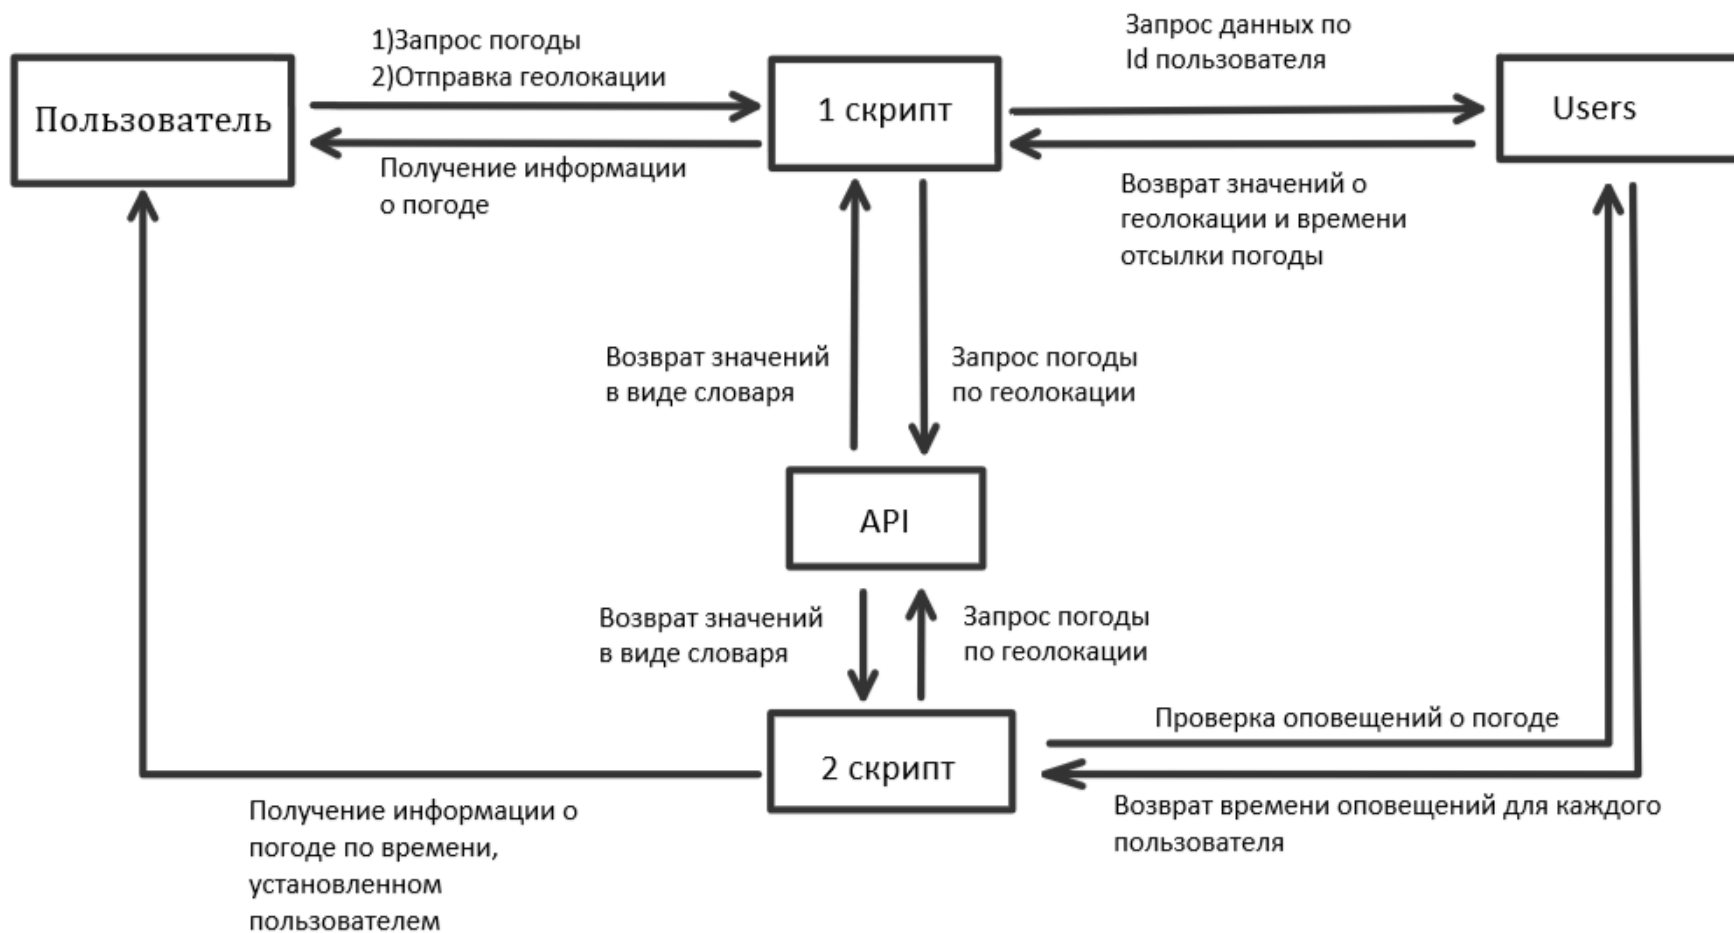 1)Запрос погоды
2)Отправка геолокации
Запрос данных по
Id пользователя
Пользователь
1 скрипт
Users
Получение информации
о погоде
Возврат значений о
геолокации и времени
отсылки погоды
Возврат значений
в виде словаря
Запрос погоды
по геолокации
API
Возврат значений
в виде словаря
Запрос погоды
по геолокации
Проверка оповещений о погоде
2 скрипт
Возврат времени оповещений для каждого
пользователя
Получение информации о
погоде по времени,
установленном
пользователем